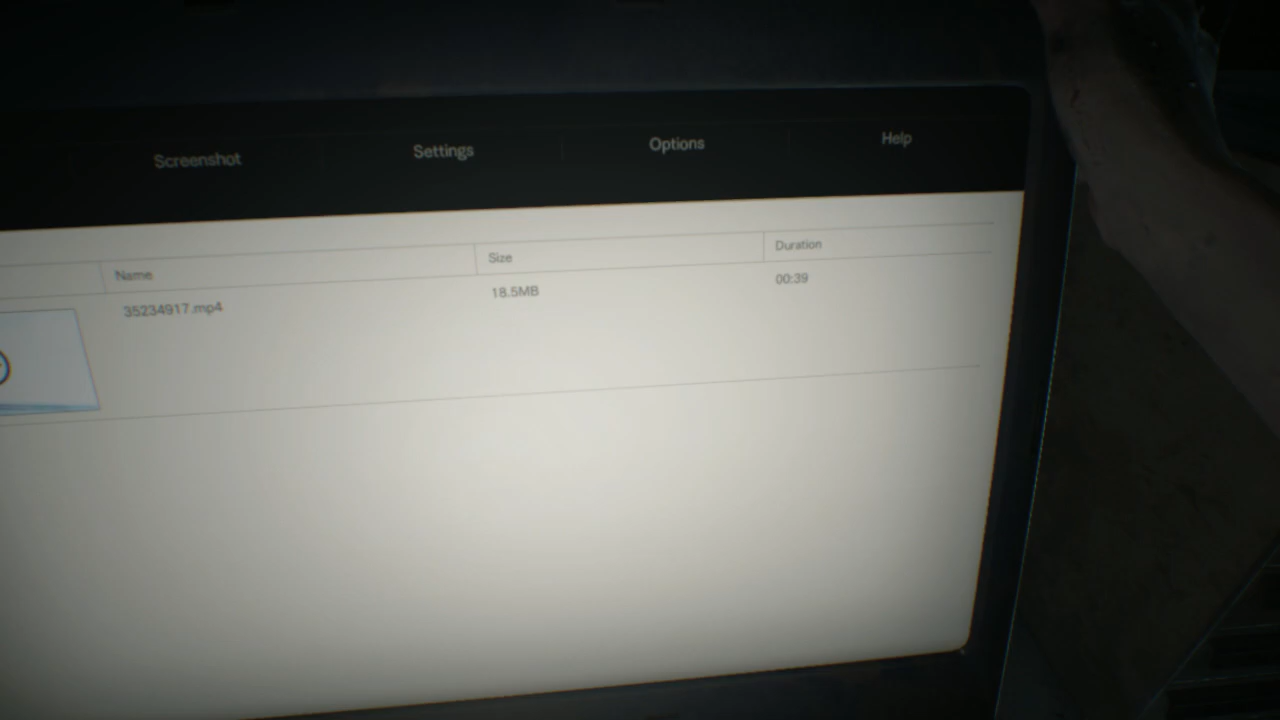 Screenshot Settings Options Help
Name Size Duration
35234917.mp4 18.5MB 00:39